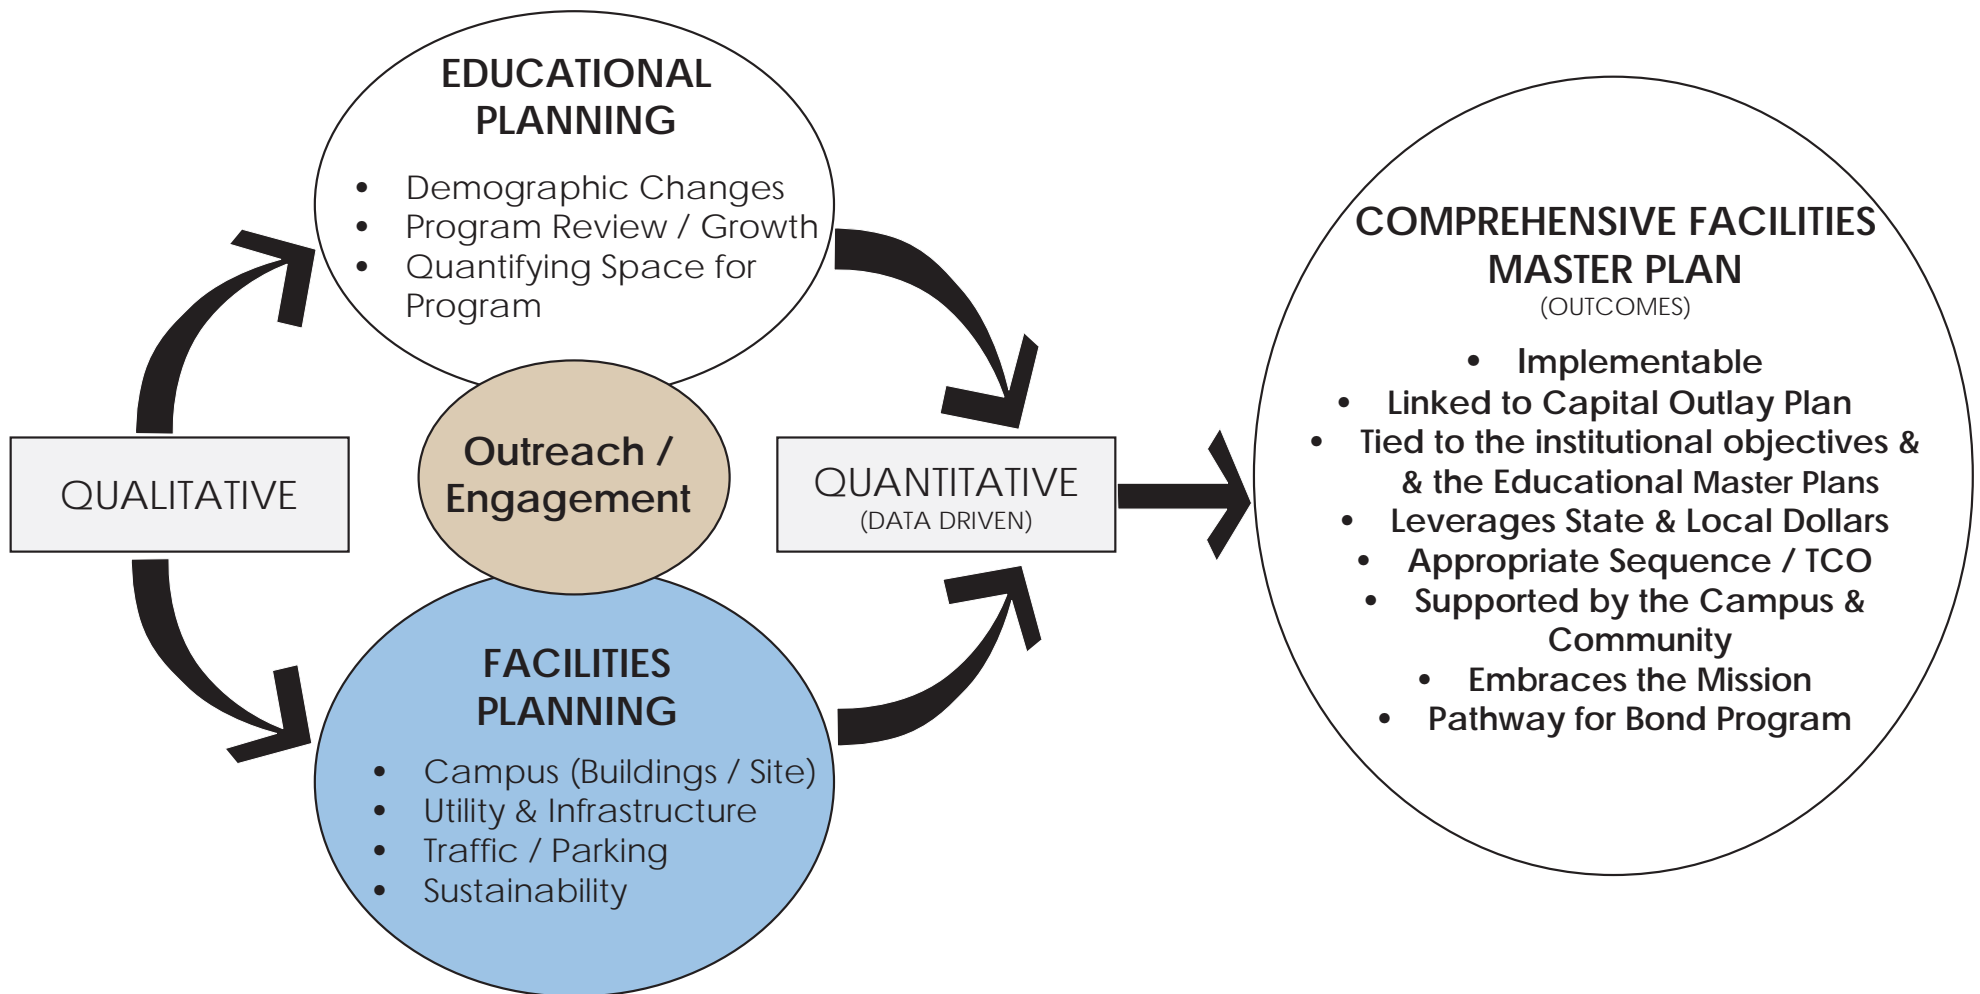 EDUCATIONAL
PLANNING
• Demographic Changes
• Program Review / Growth
• Quantifying Space for
Program
QUALITATIVE
Outreach /
Engagement
QUANTITATIVE
(DATA DRIVEN)
FACILITIES
PLANNING
• Campus (Buildings / Site)
• Utility & Infrastructure
• Traffic / Parking
• Sustainability
COMPREHENSIVE FACILITIES
MASTER PLAN
(OUTCOMES)
• Implementable
• Linked to Capital Outlay Plan
• Tied to the institutional objectives &
& the Educational Master Plans
• Leverages State & Local Dollars
• Appropriate Sequence / TCO
• Supported by the Campus &
Community
• Embraces the Mission
• Pathway for Bond Program